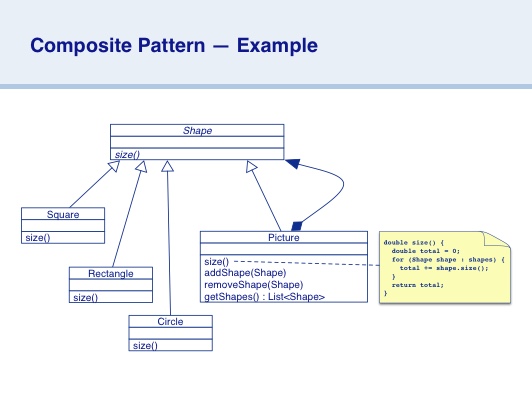 Composite Pattern — Example
Shape
size()
Square
size()
Rectangle
size()
Circle
size()
Picture
size()
addShape(Shape)
removeShape(Shape)
getShapes() : List<Shape>
double size() {
double total = 0;
for (Shape shape : shapes) {
total += shape.size();
}
return total;
}